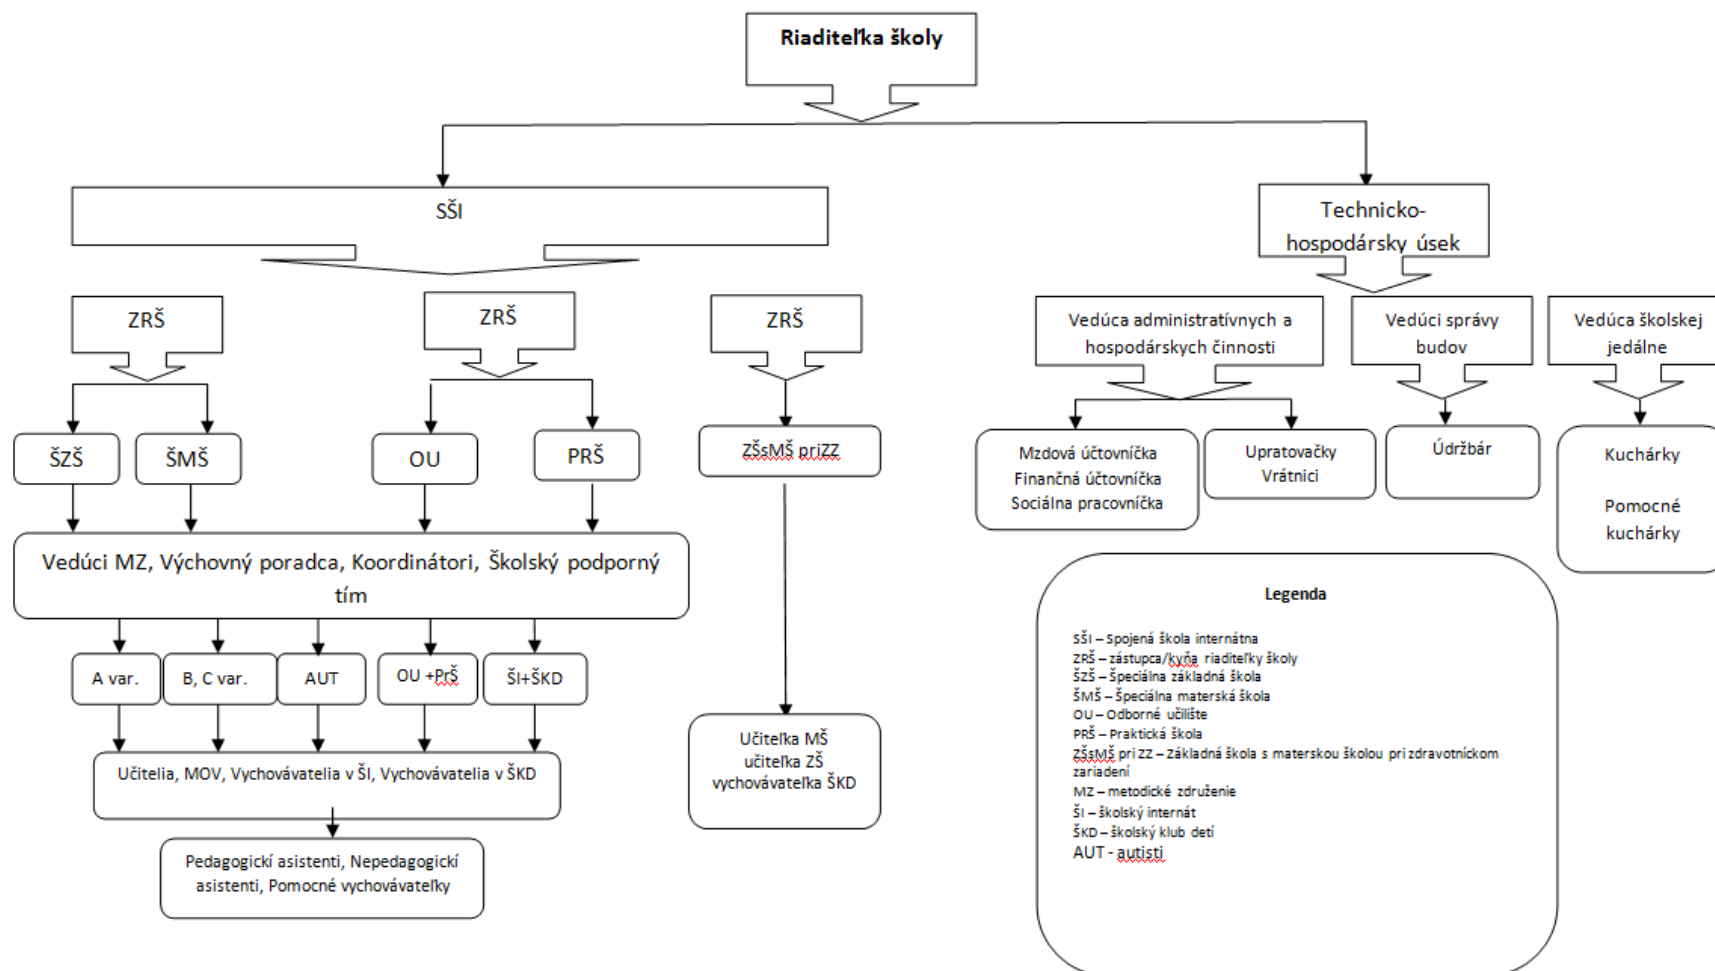 Riaditeľka školy
SŠI
Technicko-
hospodársky úsek
ZRŠ
ZRŠ
ZRŠ
Vedúca administratívnych a
hospodárskych činnosti
Vedúci správy
budov
Vedúca školskej
jedálne
ŠZŠ
ŠMŠ
OU
PRŠ
ZŠsMŠ priZZ
Mzdová účtovníčka
Finančná účtovníčka
Sociálna pracovníčka
Upratovačky
Vrátnici
Údržbár
Kuchárky
Pomocné
kuchárky
Vedúci MZ, Výchovný poradca, Koordinátori, Školský podporný
tím
A var.
B, C var.
AUT
OU +PrŠ
ŠI+ŠKD
Učitelia, MOV, Vychovávatelia v ŠI, Vychovávatelia v ŠKD
Učiteľka MŠ
učiteľka ZŠ
vychovávateľka ŠKD
Pedagogickí asistenti, Nepedagogickí
asistenti, Pomocné vychovávateľky
Legenda
SŠI – Spojená škola internátna
ZRŠ – zástupca/kyňa riaditeľky školy
ŠZŠ – Špeciálna základná škola
ŠMŠ – Špeciálna materská škola
OU – Odborné učilište
PRŠ – Praktická škola
ZŠsMŠ pri ZZ – Základná škola s materskou školou pri zdravotníckom
zariadení
MZ – metodické združenie
ŠI – školský internát
ŠKD – školský klub detí
AUT - autisti